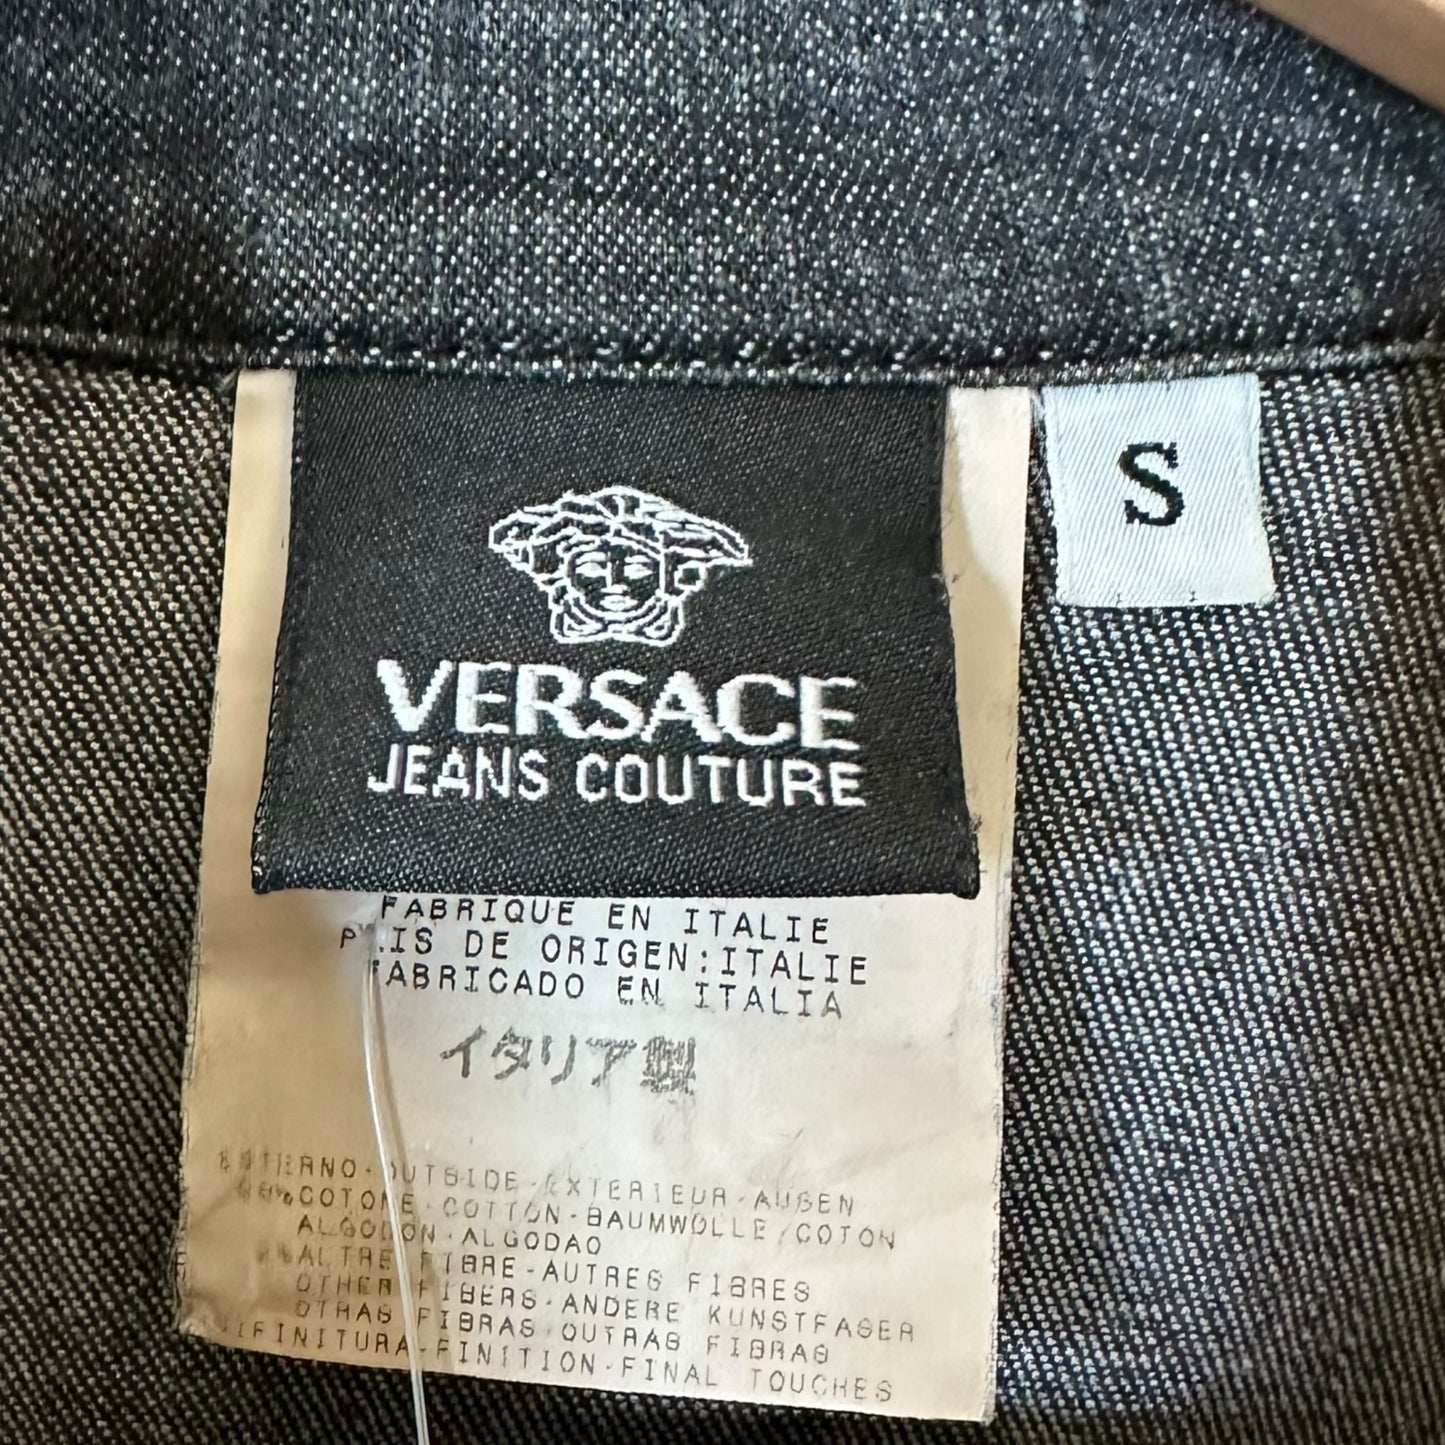 VERSACE
JEANS COUTURE
S
FABRIQUE EN ITALIE
DE ORIGEN:ITALIE
FABRICADO EN ITALIA
イタリア製
OUTSIDE-EXTERIEUR-AUSEN
COTONE-COTTON-BAUMWOLLE/COTON
ALGODON-ALGODAO
ALTRE FIBRE-AUTRES FIBRES
OTHER FIBERS-ANDERE KUNSTFASER
OTRAS FIBRAS OUTRAS FIBRAS
FINITURA-FINITION-FINAL TOUCHES